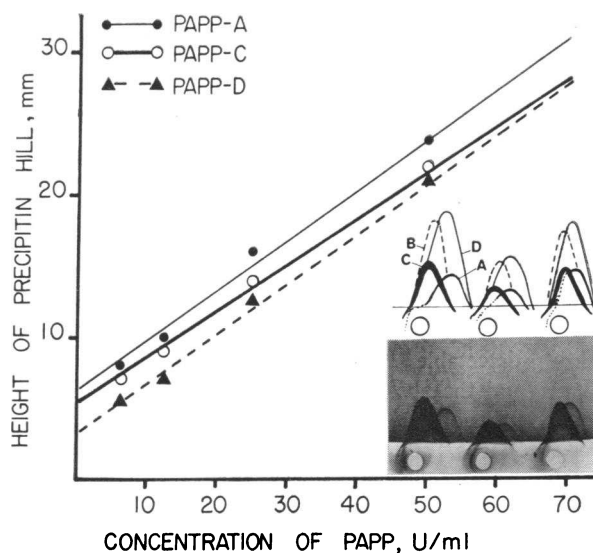 PAPP-A
PAPP-C
PAPP-D
HEIGHT OF PRECIPITIN HILL, mm
30
20
10
B
C
D
A
10 20 30 40 50 60 70
CONCENTRATION OF PAPP, U/ml